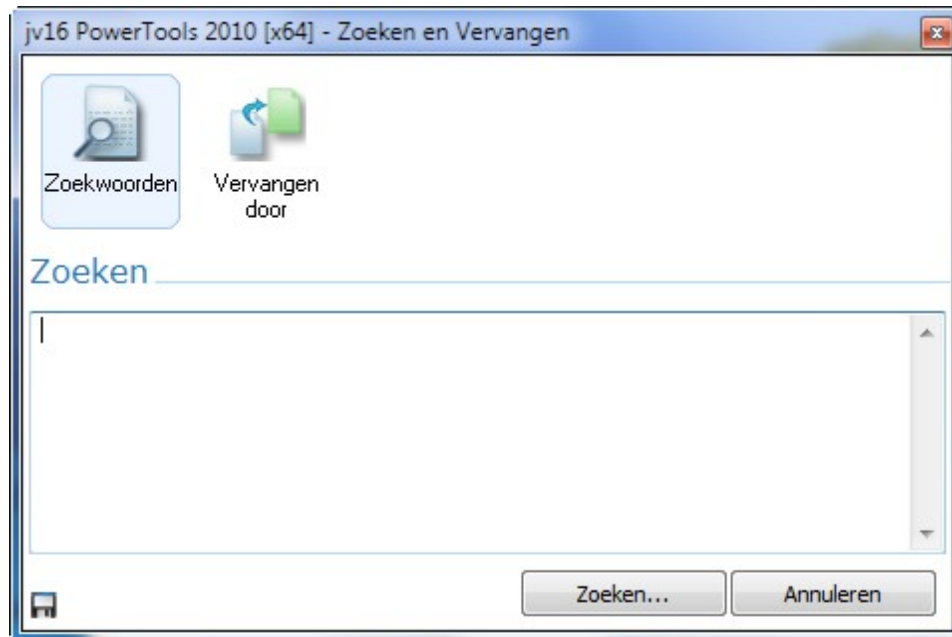 jv16 PowerTools 2010 [x64] - Zoeken en Vervangen
Zoekwoorden
Vervangen
door
Zoeken
Zoeken...
Annuleren